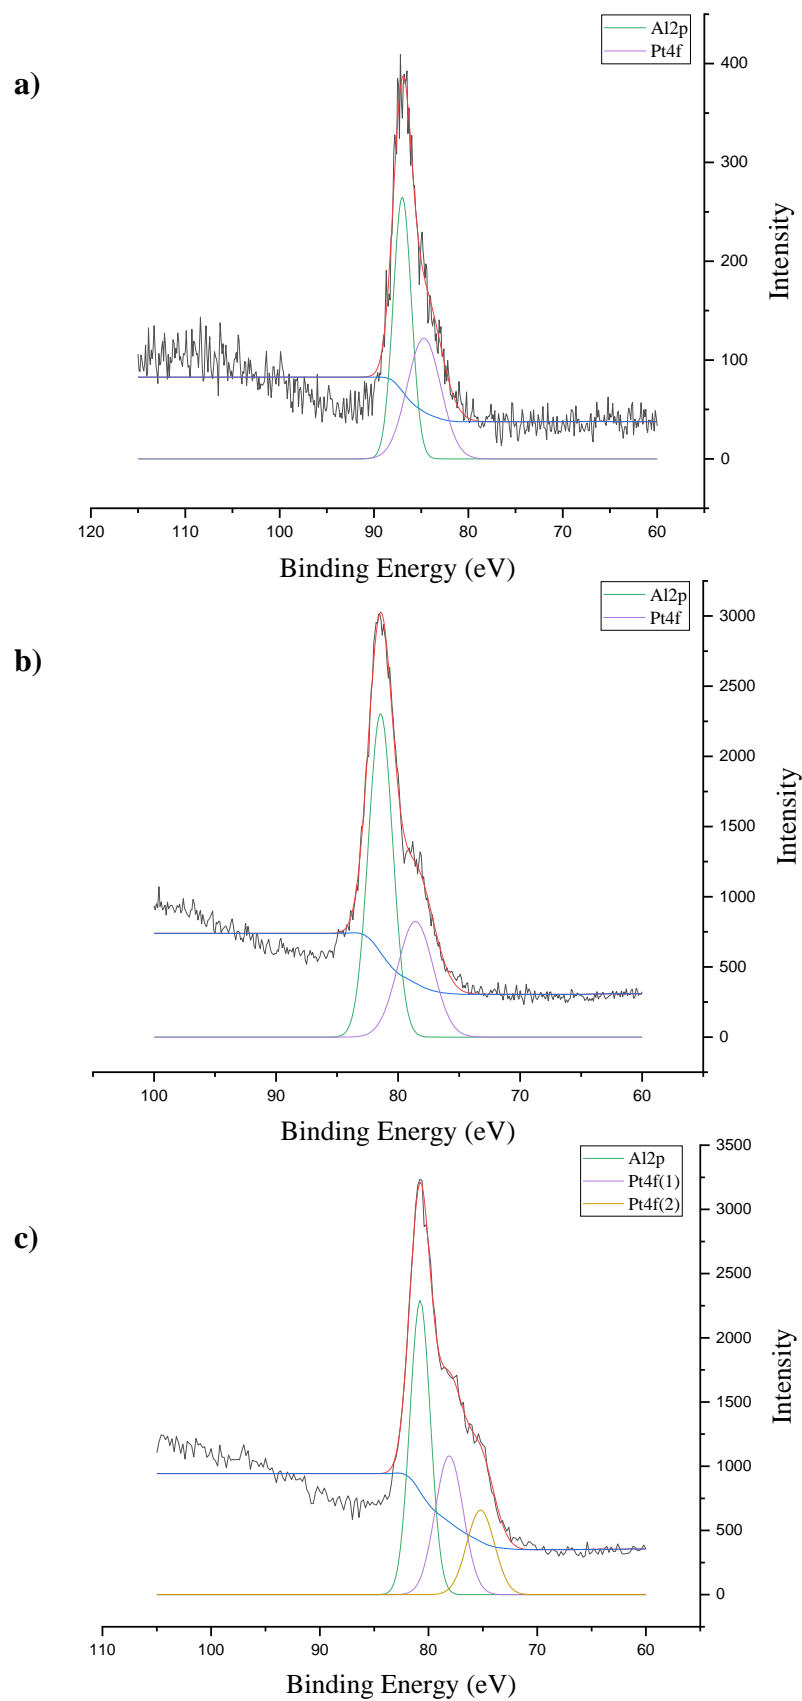 a)
Al2p
Pt4f
400
300
200
100
0
Intensity
120 110 100 90 80 70 60
Binding Energy (eV)
b)
Al2p
Pt4f
3000
2500
2000
1500
1000
500
0
Intensity
100 90 80 70 60
Binding Energy (eV)
c)
Al2p
Pt4f(1)
Pt4f(2)
3500
3000
2500
2000
1500
1000
500
0
Intensity
110 100 90 80 70 60
Binding Energy (eV)